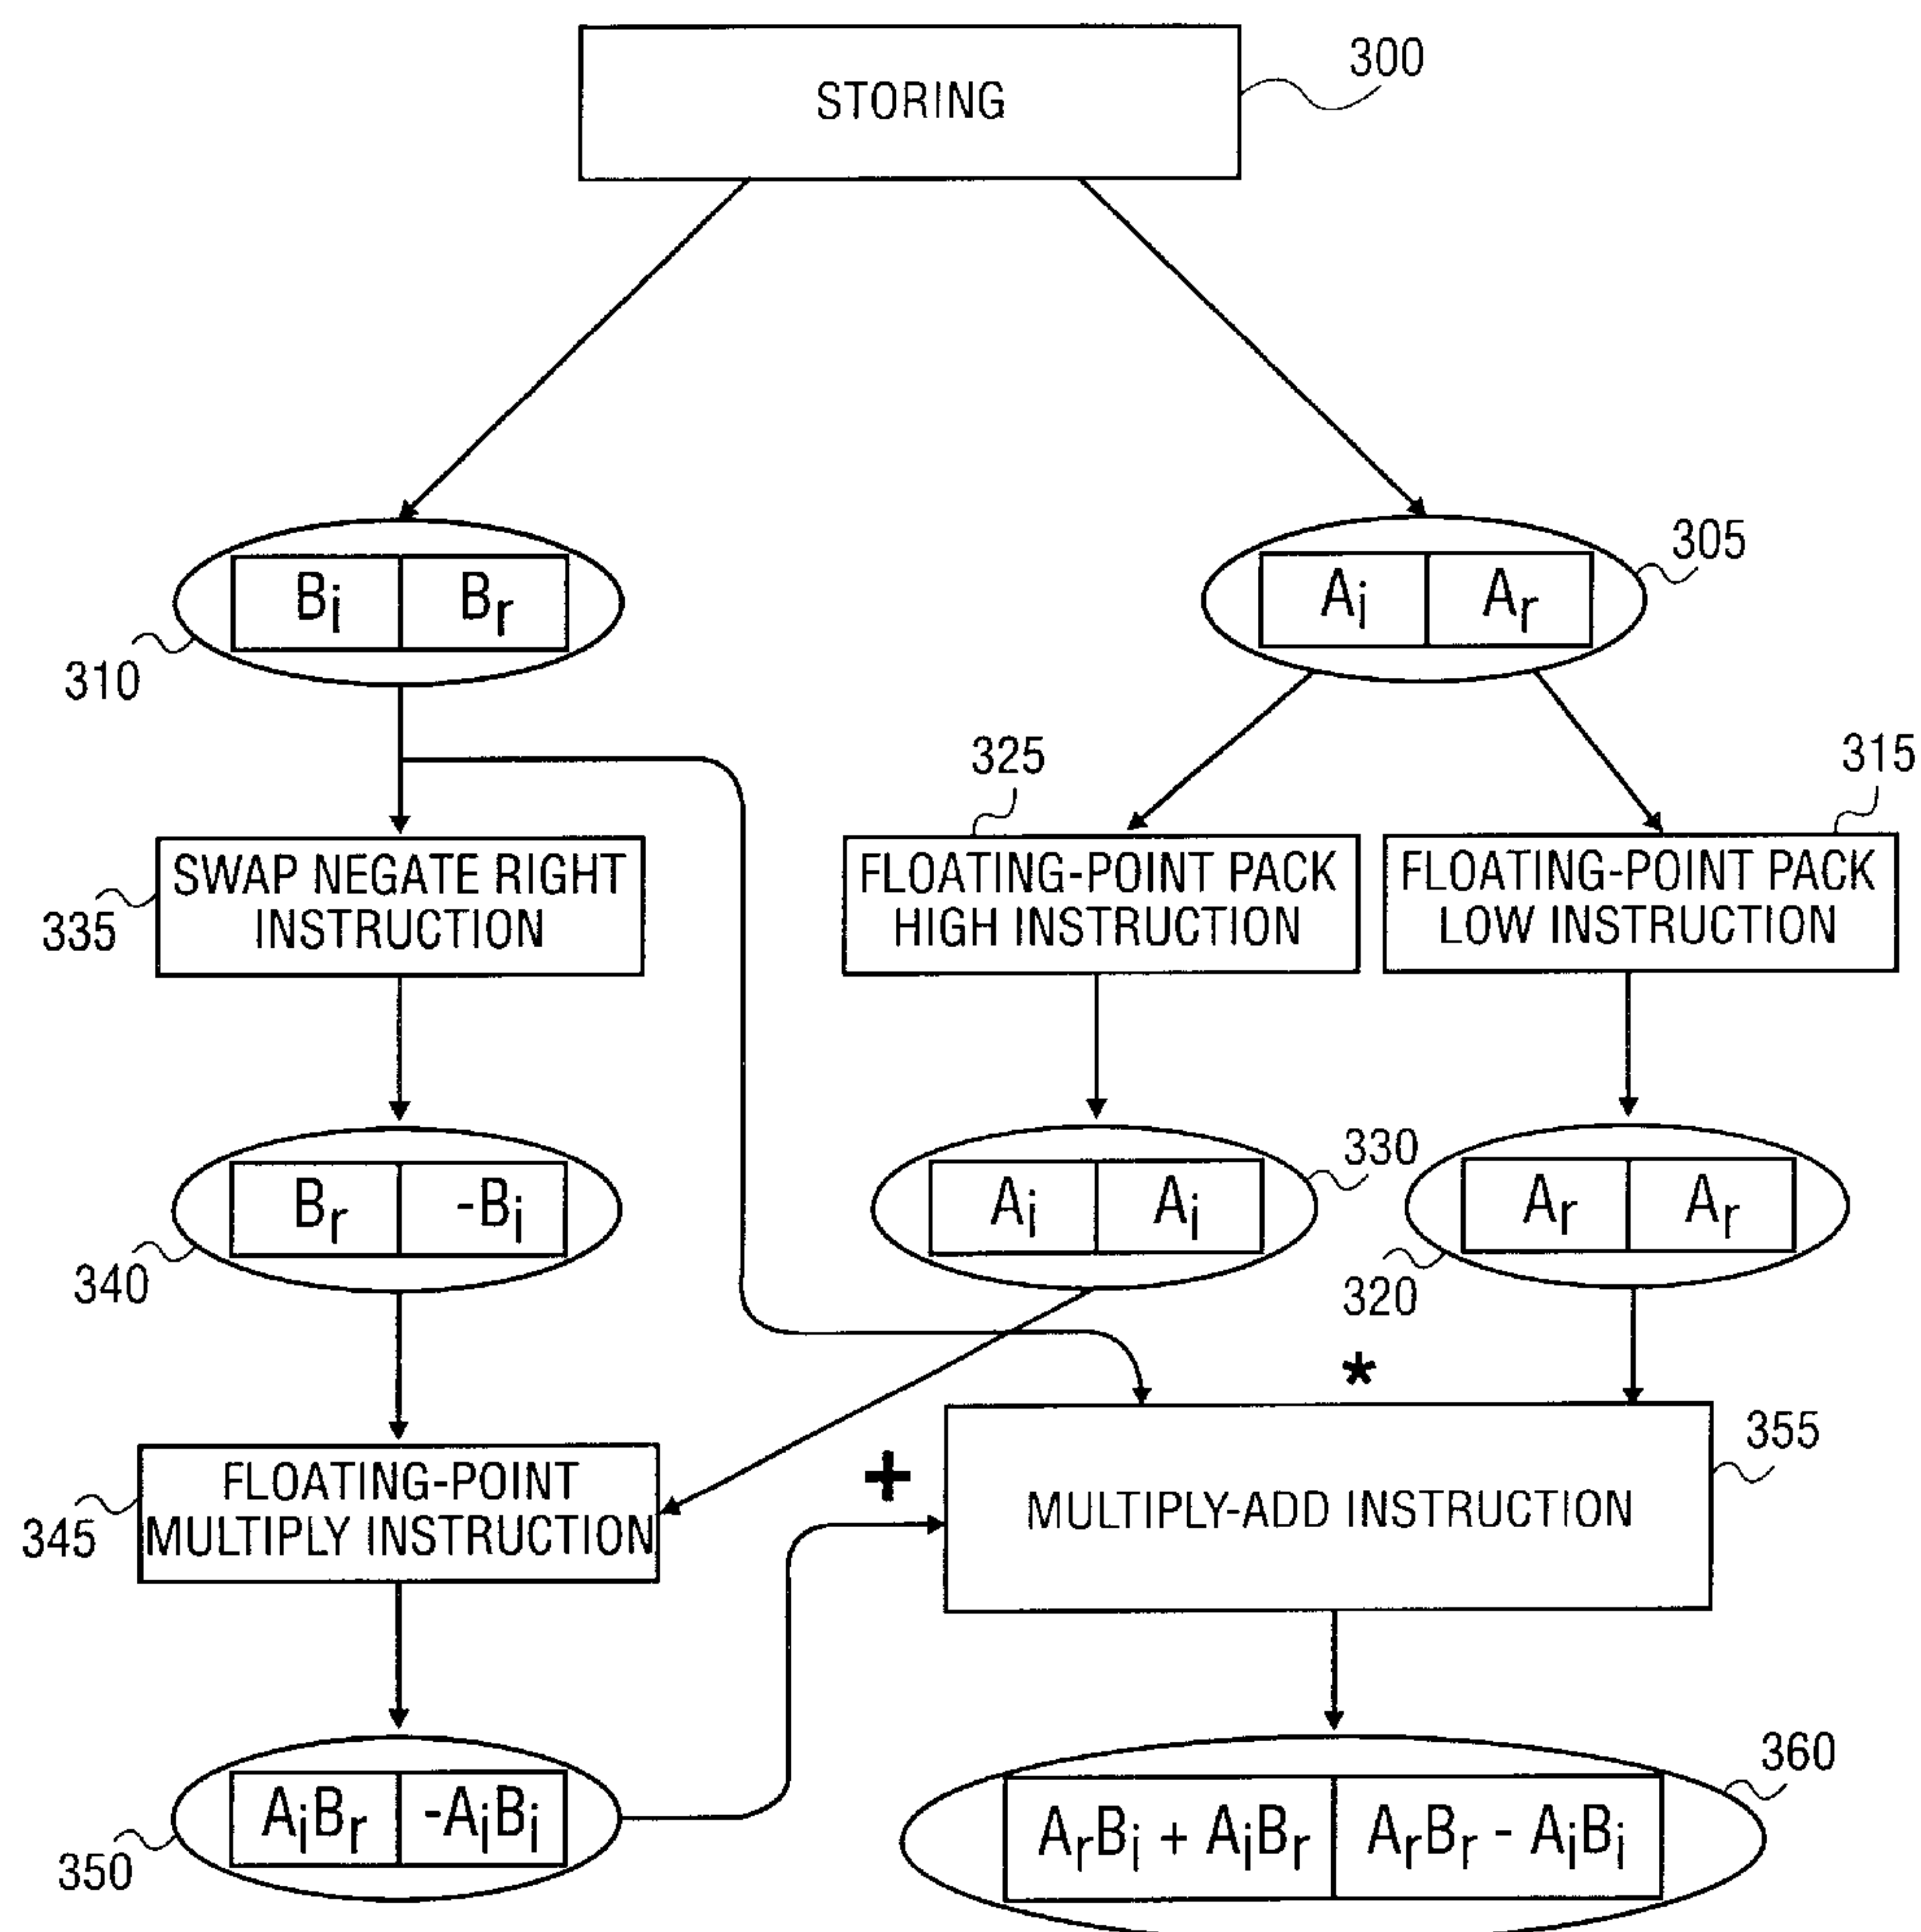 STORING
300
Bi Br
310
Ai Ar
305
325
315
SWAP NEGATE RIGHT
INSTRUCTION
335
FLOATING-POINT PACK
HIGH INSTRUCTION
FLOATING-POINT PACK
LOW INSTRUCTION
Br -Bi
340
Ai Ai
330
Ar Ar
320
*
FLOATING-POINT
MULTIPLY INSTRUCTION
345
+
MULTIPLY-ADD INSTRUCTION
355
AiBr -AiBi
350
ArBi + AiBr ArBr - AiBi
360